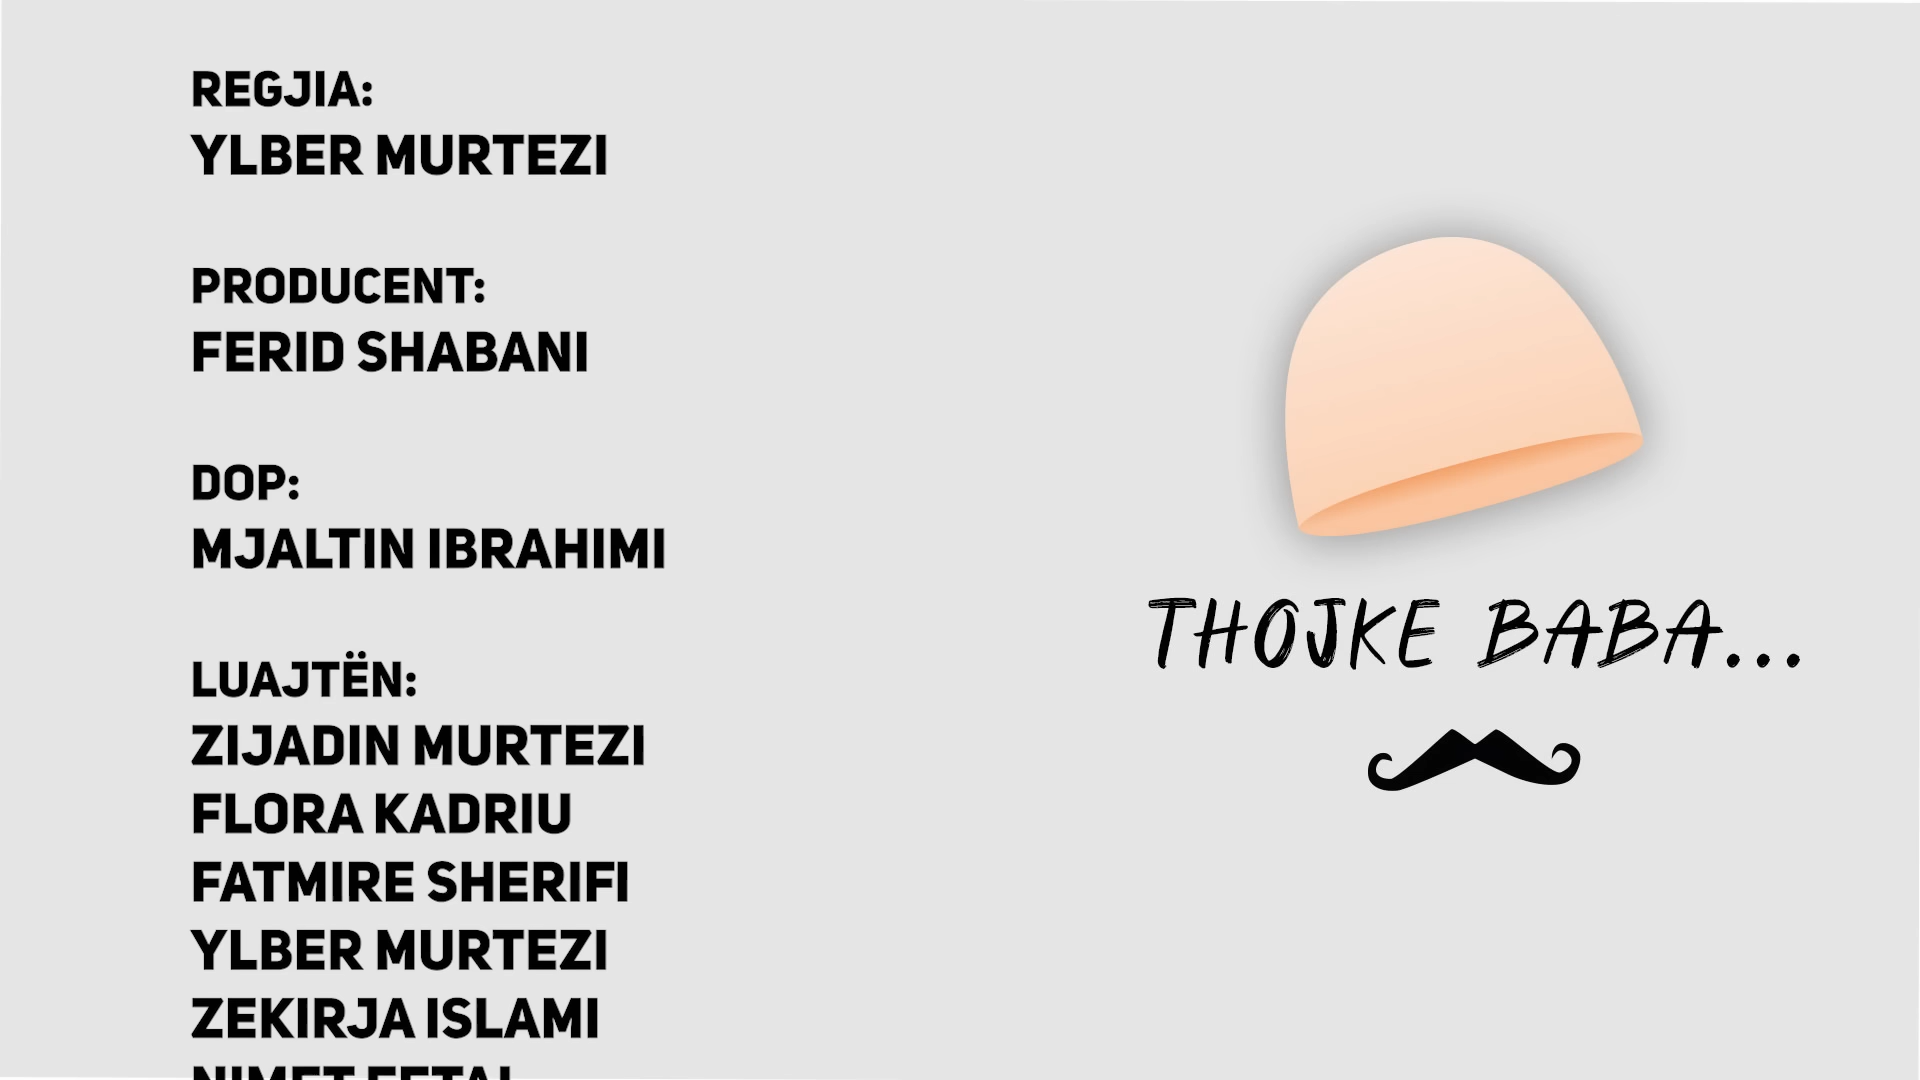 REGJIA:
YLBER MURTEZI
PRODUCENT:
FERID SHABANI
DOP:
MJALTIN IBRAHIMI
LUAJTËN:
ZIJADIN MURTEZI
FLORA KADRIU
FATMIRE SHERIFI
YLBER MURTEZI
ZEKIRJA ISLAMI
THOJKE BABA...